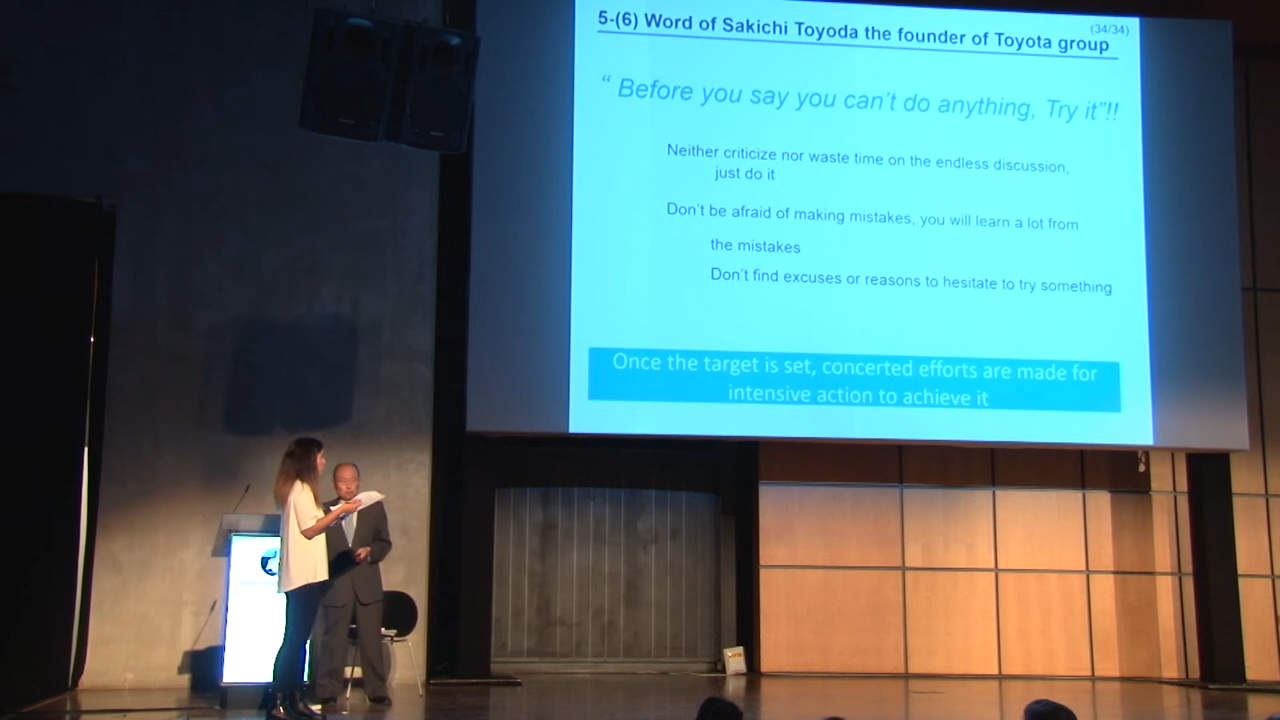 (34/34)
5-(6) Word of Sakichi Toyoda the founder of Toyota group
“ Before you say you can't do anything, Try it”!!
Neither criticize nor waste time on the endless discussion,
just do it
Don't be afraid of making mistakes, you will learn a lot from
the mistakes
Don't find excuses or reasons to hesitate to try something
Once the target is set, concerted efforts are made for
intensive action to achieve it